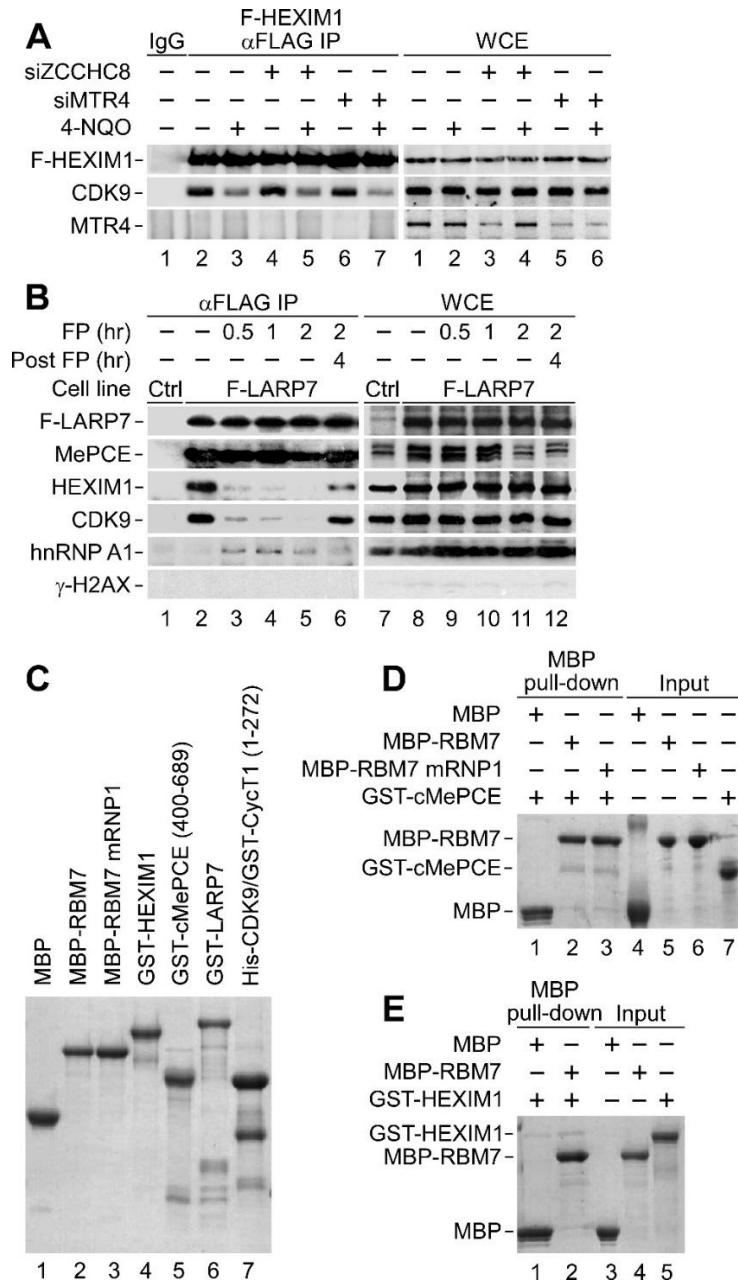 A
F-HEXIM1
IgG αFLAG IP WCE
siZCCHC8 – – – + + – – – – + + – –
siMTR4 – – – – – + + – – – – + +
4-NQO – – + – + – + – + – + – +
F-HEXIM1
CDK9
MTR4
1 2 3 4 5 6 7 1 2 3 4 5 6
B
αFLAG IP WCE
FP (hr) – – 0.5 1 2 2 – – 0.5 1 2 2
Post FP (hr) – – – – – 4 – – – – – 4
Cell line Ctrl F-LARP7 Ctrl F-LARP7
F-LARP7
MePCE
HEXIM1
CDK9
hnRNP A1
γ-H2AX
1 2 3 4 5 6 7 8 9 10 11 12
C
MBP
MBP-RBM7
MBP-RBM7 mRNP1
GST-HEXIM1
GST-cMePCE (400-689)
GST-LARP7
His-CDK9/GST-CycT1 (1-272)
1 2 3 4 5 6 7
D
MBP
pull-down Input
MBP + – – + – – –
MBP-RBM7 – + – – + – –
MBP-RBM7 mRNP1 – – + – – + –
GST-cMePCE + + + – – – +
MBP-RBM7
GST-cMePCE
MBP
1 2 3 4 5 6 7
E
MBP
pull-down Input
MBP + – + – –
MBP-RBM7 – + – + –
GST-HEXIM1 + + – – +
GST-HEXIM1
MBP-RBM7
MBP
1 2 3 4 5